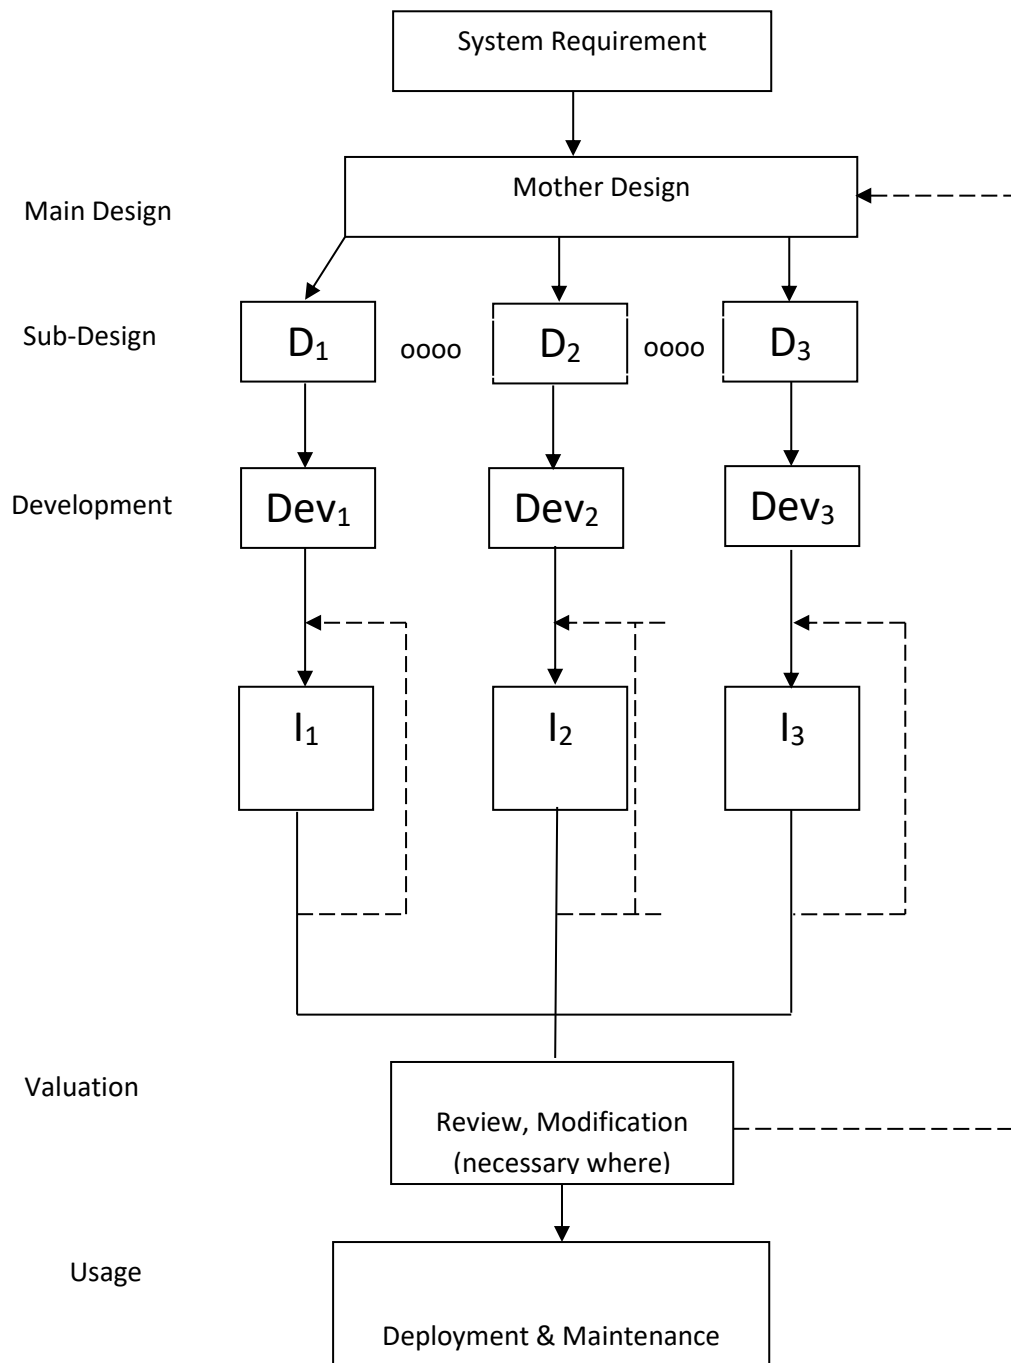 System Requirement
Mother Design
Main Design
Sub-Design
D₁ oooo D₂ oooo D₃
Development
Dev₁ Dev₂ Dev₃
I₁ I₂ I₃
Valuation
Review, Modification
(necessary where)
Usage
Deployment & Maintenance